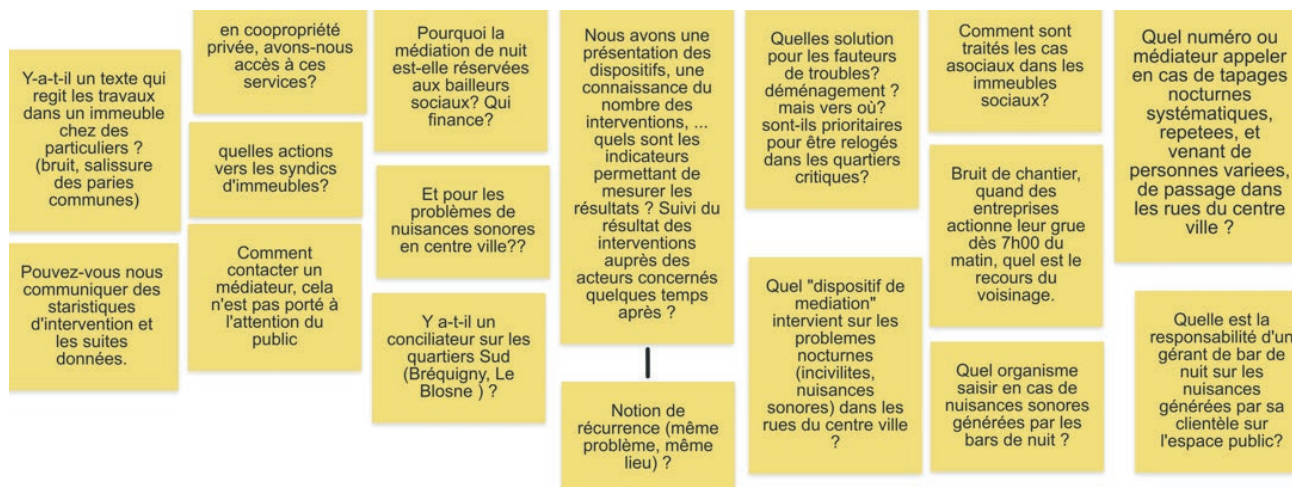 Y-a-t-il un texte qui
regit les travaux
dans un immeuble
chez des
particuliers ?
(bruit, salissure
des paries
communes)
Pouvez-vous nous
communiquer des
staristiques
d'intervention et
les suites
données.
en coopropriété
privée, avons-nous
accès à ces
services?
quelles actions
vers les syndics
d'immeubles?
Comment
contacter un
médiateur, cela
n'est pas porté à
l'attention du
public
Pourquoi la
médiation de nuit
est-elle réservées
aux bailleurs
sociaux? Qui
finance?
Et pour les
problèmes de
nuisances sonores
en centre ville??
Y a-t-il un
conciliateur sur les
quartiers Sud
(Bréquigny, Le
Blosne ) ?
Nous avons une
présentation des
dispositifs, une
connaissance du
nombre des
interventions, ...
quels sont les
indicateurs
permettant de
mesurer les
résultats ? Suivi du
résultat des
interventions
auprès des
acteurs concernés
quelques temps
après ?
Notion de
récurrence (même
problème, même
lieu) ?
Quelles solution
pour les fauteurs
de troubles?
déménagement ?
mais vers où?
sont-ils prioritaires
pour être relogés
dans les quartiers
critiques?
Quel "dispositif de
mediation"
intervient sur les
problemes
nocturnes
(incivilites,
nuisances
sonores) dans les
rues du centre ville
?
Comment sont
traités les cas
asociaux dans les
immeubles
sociaux?
Bruit de chantier,
quand des
entreprises
actionne leur grue
dès 7h00 du
matin, quel est le
recours du
voisinage.
Quel organisme
saisir en cas de
nuisances sonores
générées par les
bars de nuit ?
Quel numéro ou
médiateur appeler
en cas de tapages
nocturnes
systématiques,
repetees, et
venant de
personnes variees,
de passage dans
les rues du centre
ville ?
Quelle est la
responsabilité d'un
gérant de bar de
nuit sur les
nuisances
générées par sa
clientèle sur
l'espace public?